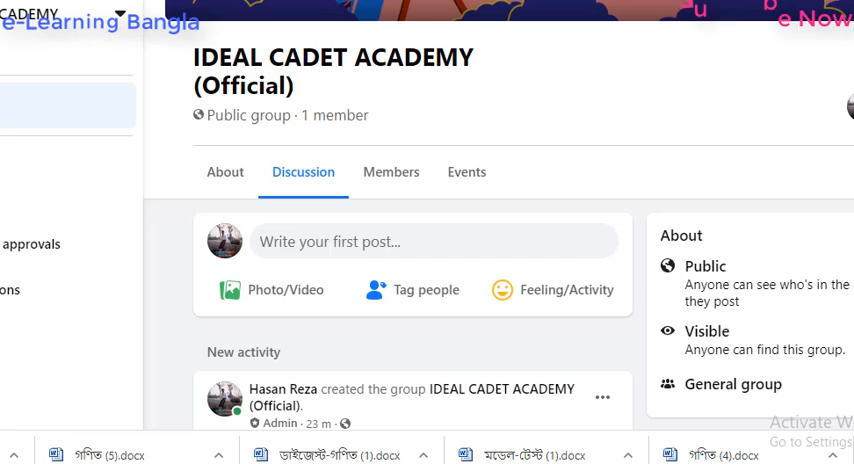 ADEMY
e-Learning Bangla
e Now
IDEAL CADET ACADEMY
(Official)
Public group · 1 member
About
Discussion
Members
Events
approvals
ons
Write your first post...
Photo/Video
Tag people
Feeling/Activity
New activity
Hasan Reza created the group IDEAL CADET ACADEMY
(Official).
Admin · 23 m ·
About
Public
Anyone can see who's in the
they post
Visible
Anyone can find this group.
General group
Activate W
Go to Settings
গণিত (5).docx
ডাইজেস্ট-গণিত (1).docx
মডেল-টেস্ট (1).docx
গণিত (4).docx